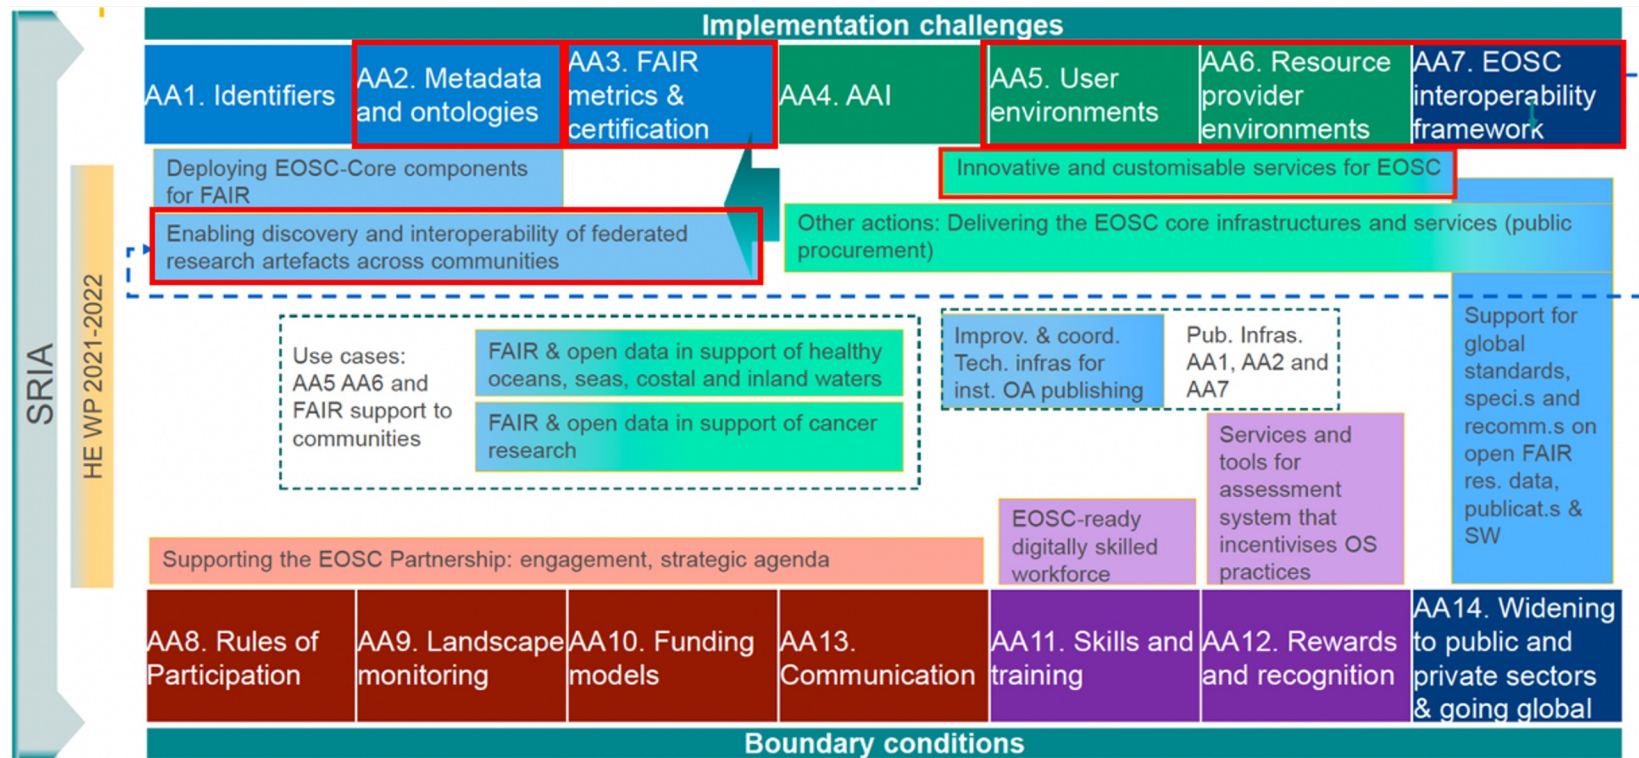 Implementation challenges
AA1. Identifiers
AA2. Metadata
and ontologies
AA3. FAIR
metrics &
certification
AA4. AAI
AA5. User
environments
AA6. Resource
provider
environments
AA7. EOSC
interoperability
framework
Deploying EOSC-Core components
for FAIR
Innovative and customisable services for EOSC
Enabling discovery and interoperability of federated
research artefacts across communities
Other actions: Delivering the EOSC core infrastructures and services (public
procurement)
SRIA
HE WP 2021-2022
Use cases:
AA5 AA6 and
FAIR support to
communities
FAIR & open data in support of healthy
oceans, seas, costal and inland waters
FAIR & open data in support of cancer
research
Improv. & coord.
Tech. infras for
inst. OA publishing
Pub. Infras.
AA1, AA2 and
AA7
Support for
global
standards,
speci.s and
recomm.s on
open FAIR
res. data,
publicat.s &
SW
Services and
tools for
assessment
system that
incentivises OS
practices
EOSC-ready
digitally skilled
workforce
Supporting the EOSC Partnership: engagement, strategic agenda
AA8. Rules of
Participation
AA9. Landscape
monitoring
AA10. Funding
models
AA13.
Communication
AA11. Skills and
training
AA12. Rewards
and recognition
AA14. Widening
to public and
private sectors
& going global
Boundary conditions